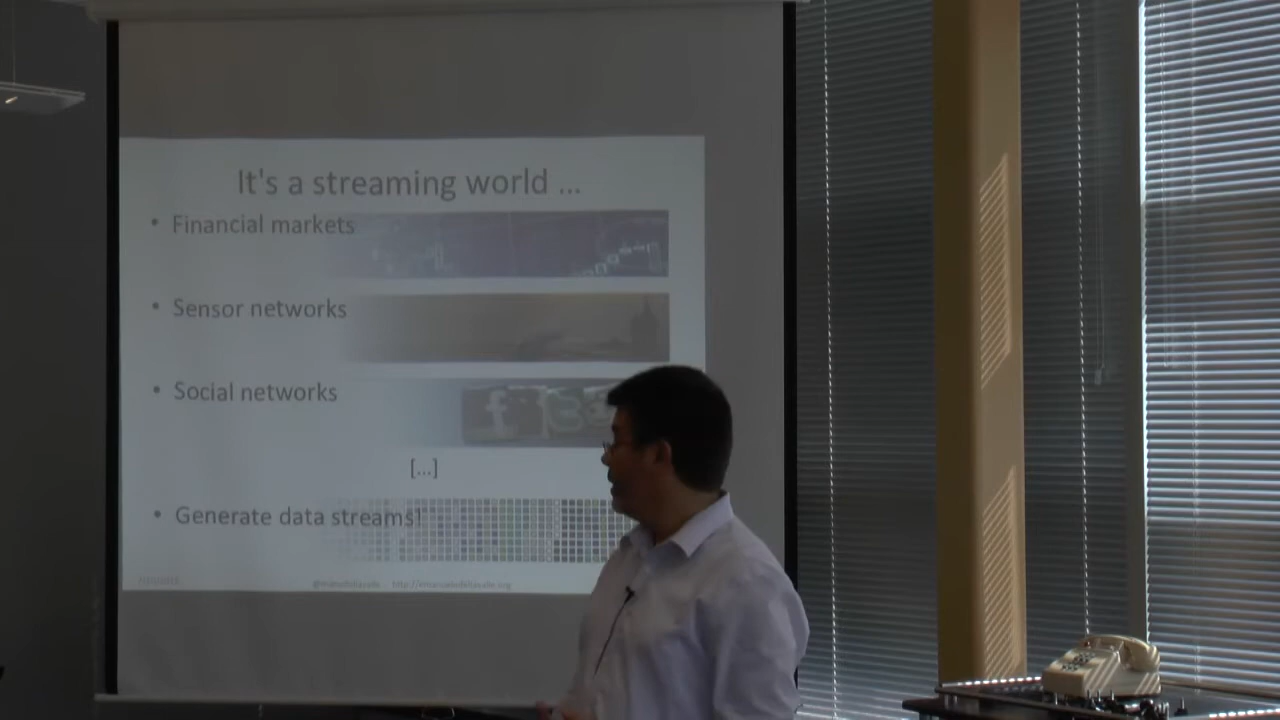 It's a streaming world ...
• Financial markets
• Sensor networks
• Social networks
[...]
• Generate data streams!